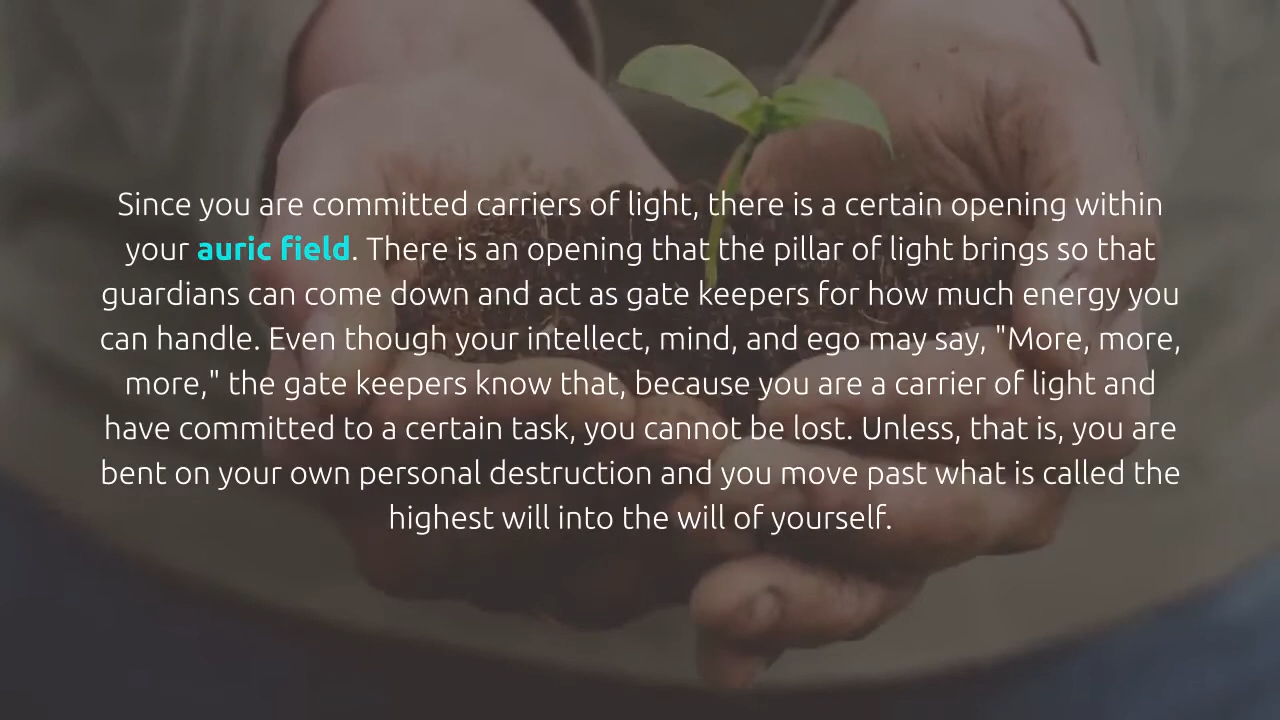 Since you are committed carriers of light, there is a certain opening within
your auric field. There is an opening that the pillar of light brings so that
guardians can come down and act as gate keepers for how much energy you
can handle. Even though your intellect, mind, and ego may say, "More, more,
more," the gate keepers know that, because you are a carrier of light and
have committed to a certain task, you cannot be lost. Unless, that is, you are
bent on your own personal destruction and you move past what is called the
highest will into the will of yourself.